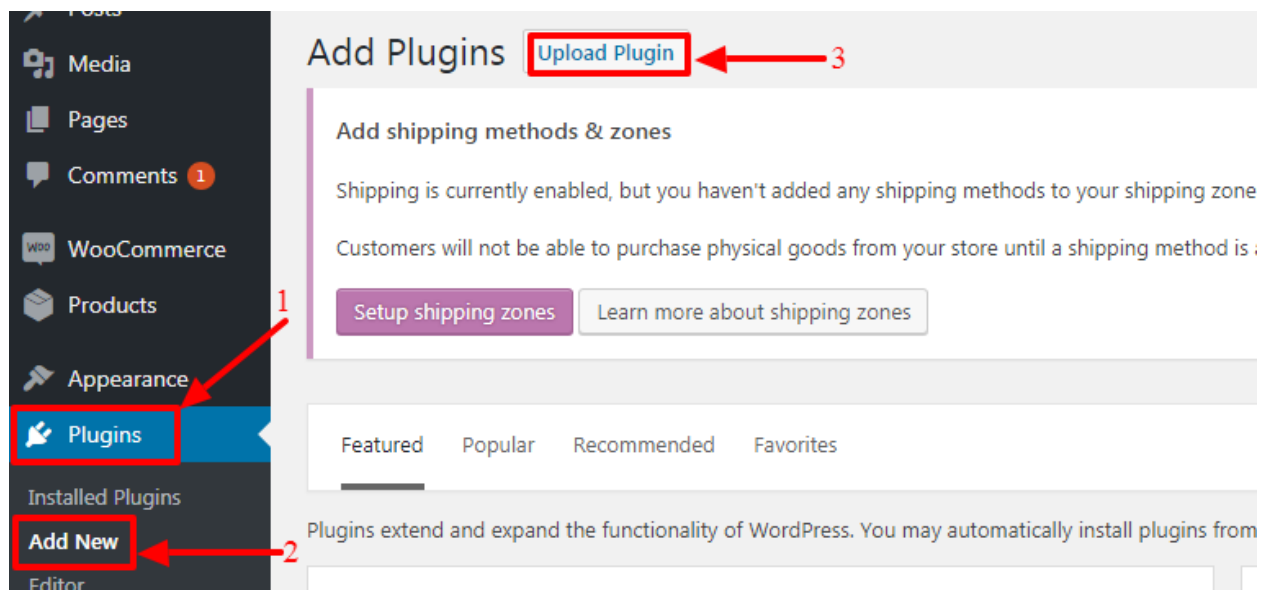 Posts
Media
Pages
Comments 1
WooCommerce
Products
Appearance
Plugins
Installed Plugins
Add New
Editor
1
2
Add Plugins Upload Plugin 3
Add shipping methods & zones
Shipping is currently enabled, but you haven't added any shipping methods to your shipping zone
Customers will not be able to purchase physical goods from your store until a shipping method is
Setup shipping zones Learn more about shipping zones
Featured Popular Recommended Favorites
Plugins extend and expand the functionality of WordPress. You may automatically install plugins from